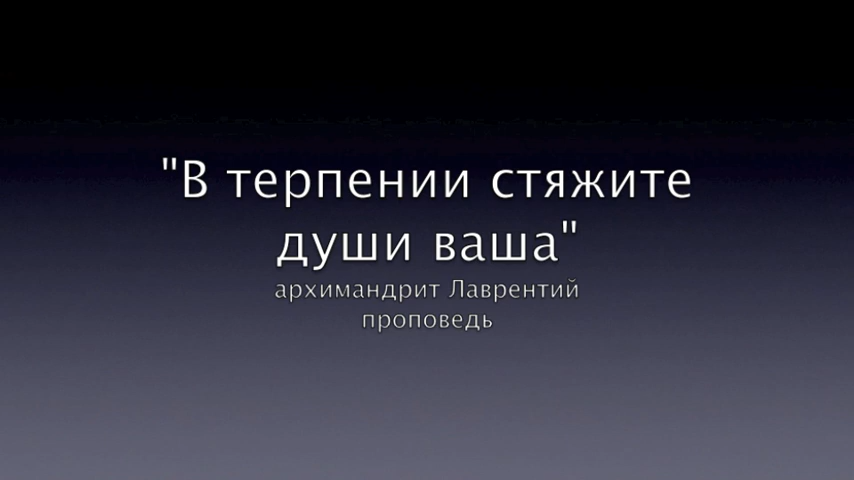 "В терпении стяжите
души ваша"
архимандрит Лаврентий
проповедь